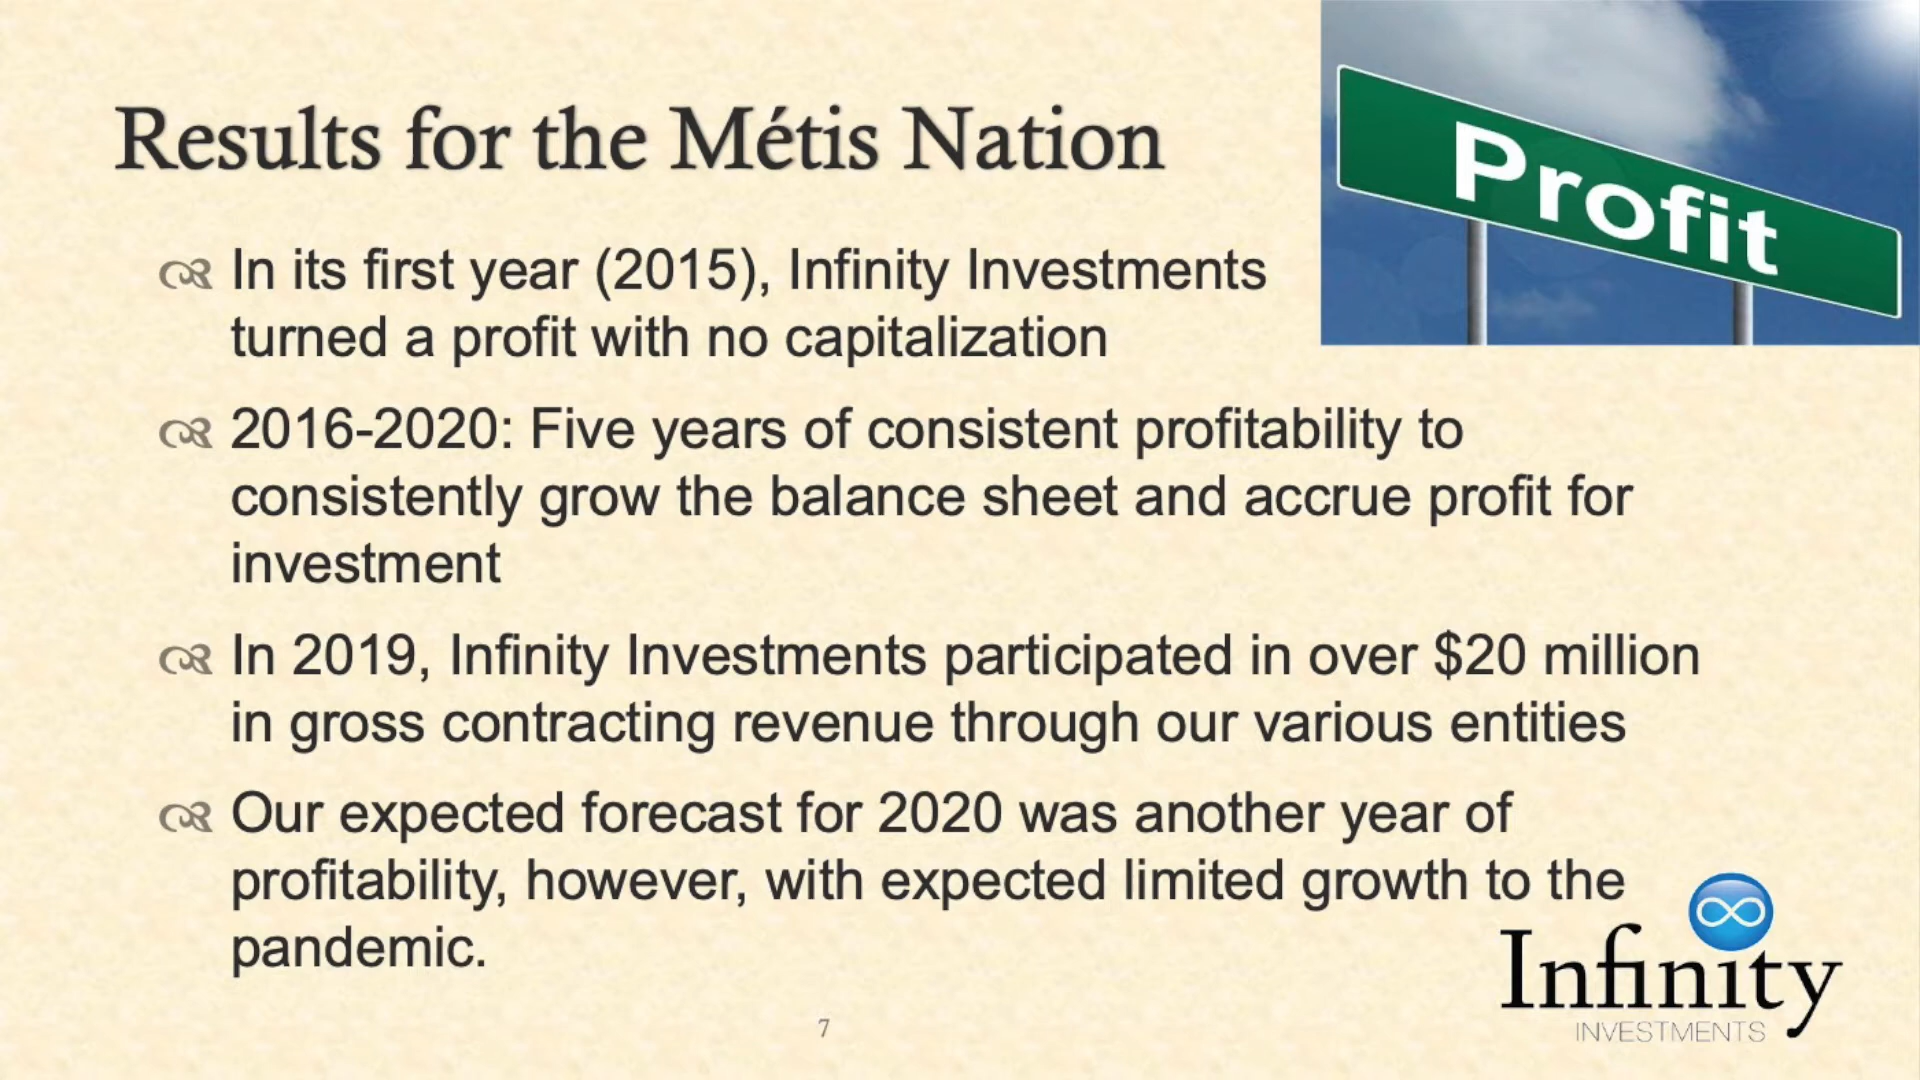 Results for the Métis Nation
Profit
In its first year (2015), Infinity Investments
turned a profit with no capitalization
2016-2020: Five years of consistent profitability to
consistently grow the balance sheet and accrue profit for
investment
In 2019, Infinity Investments participated in over $20 million
in gross contracting revenue through our various entities
Our expected forecast for 2020 was another year of
profitability, however, with expected limited growth to the
pandemic.
Infinity
INVESTMENTS
7